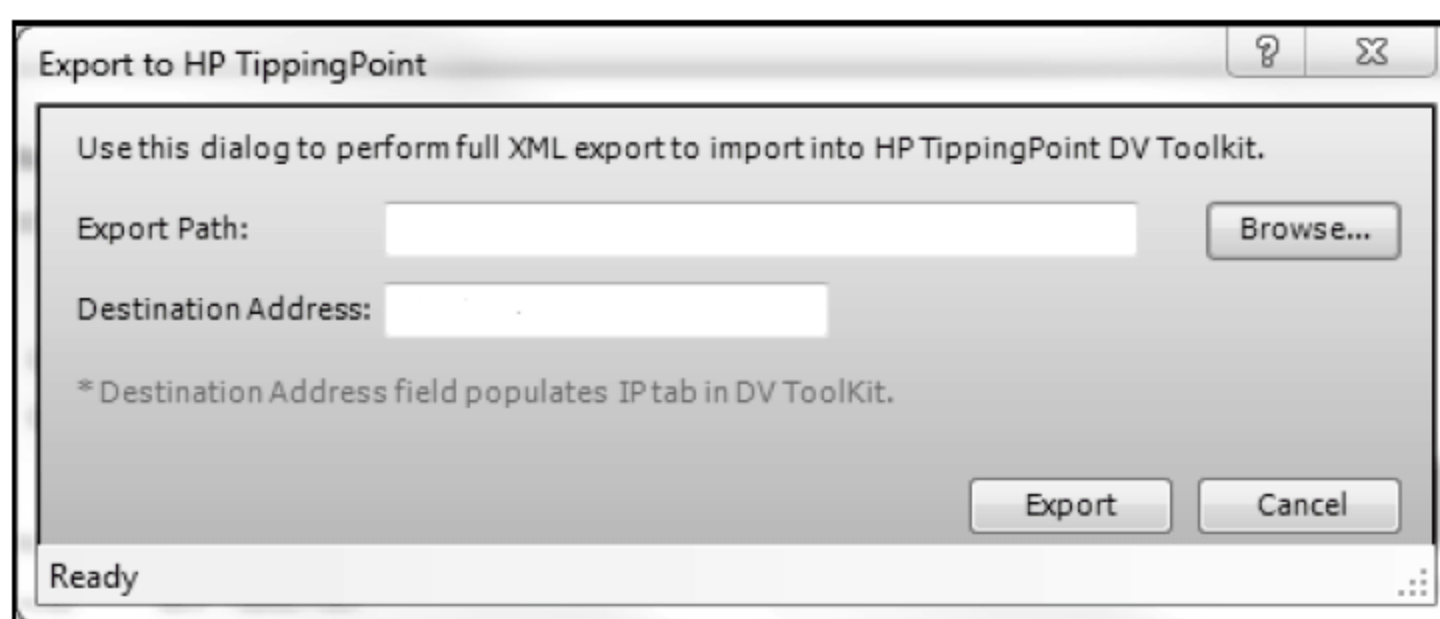 Export to HP TippingPoint
Use this dialog to perform full XML export to import into HP TippingPoint DV Toolkit.
Export Path:
Browse...
Destination Address:
* Destination Address field populates IP tab in DV ToolKit.
Export
Cancel
Ready